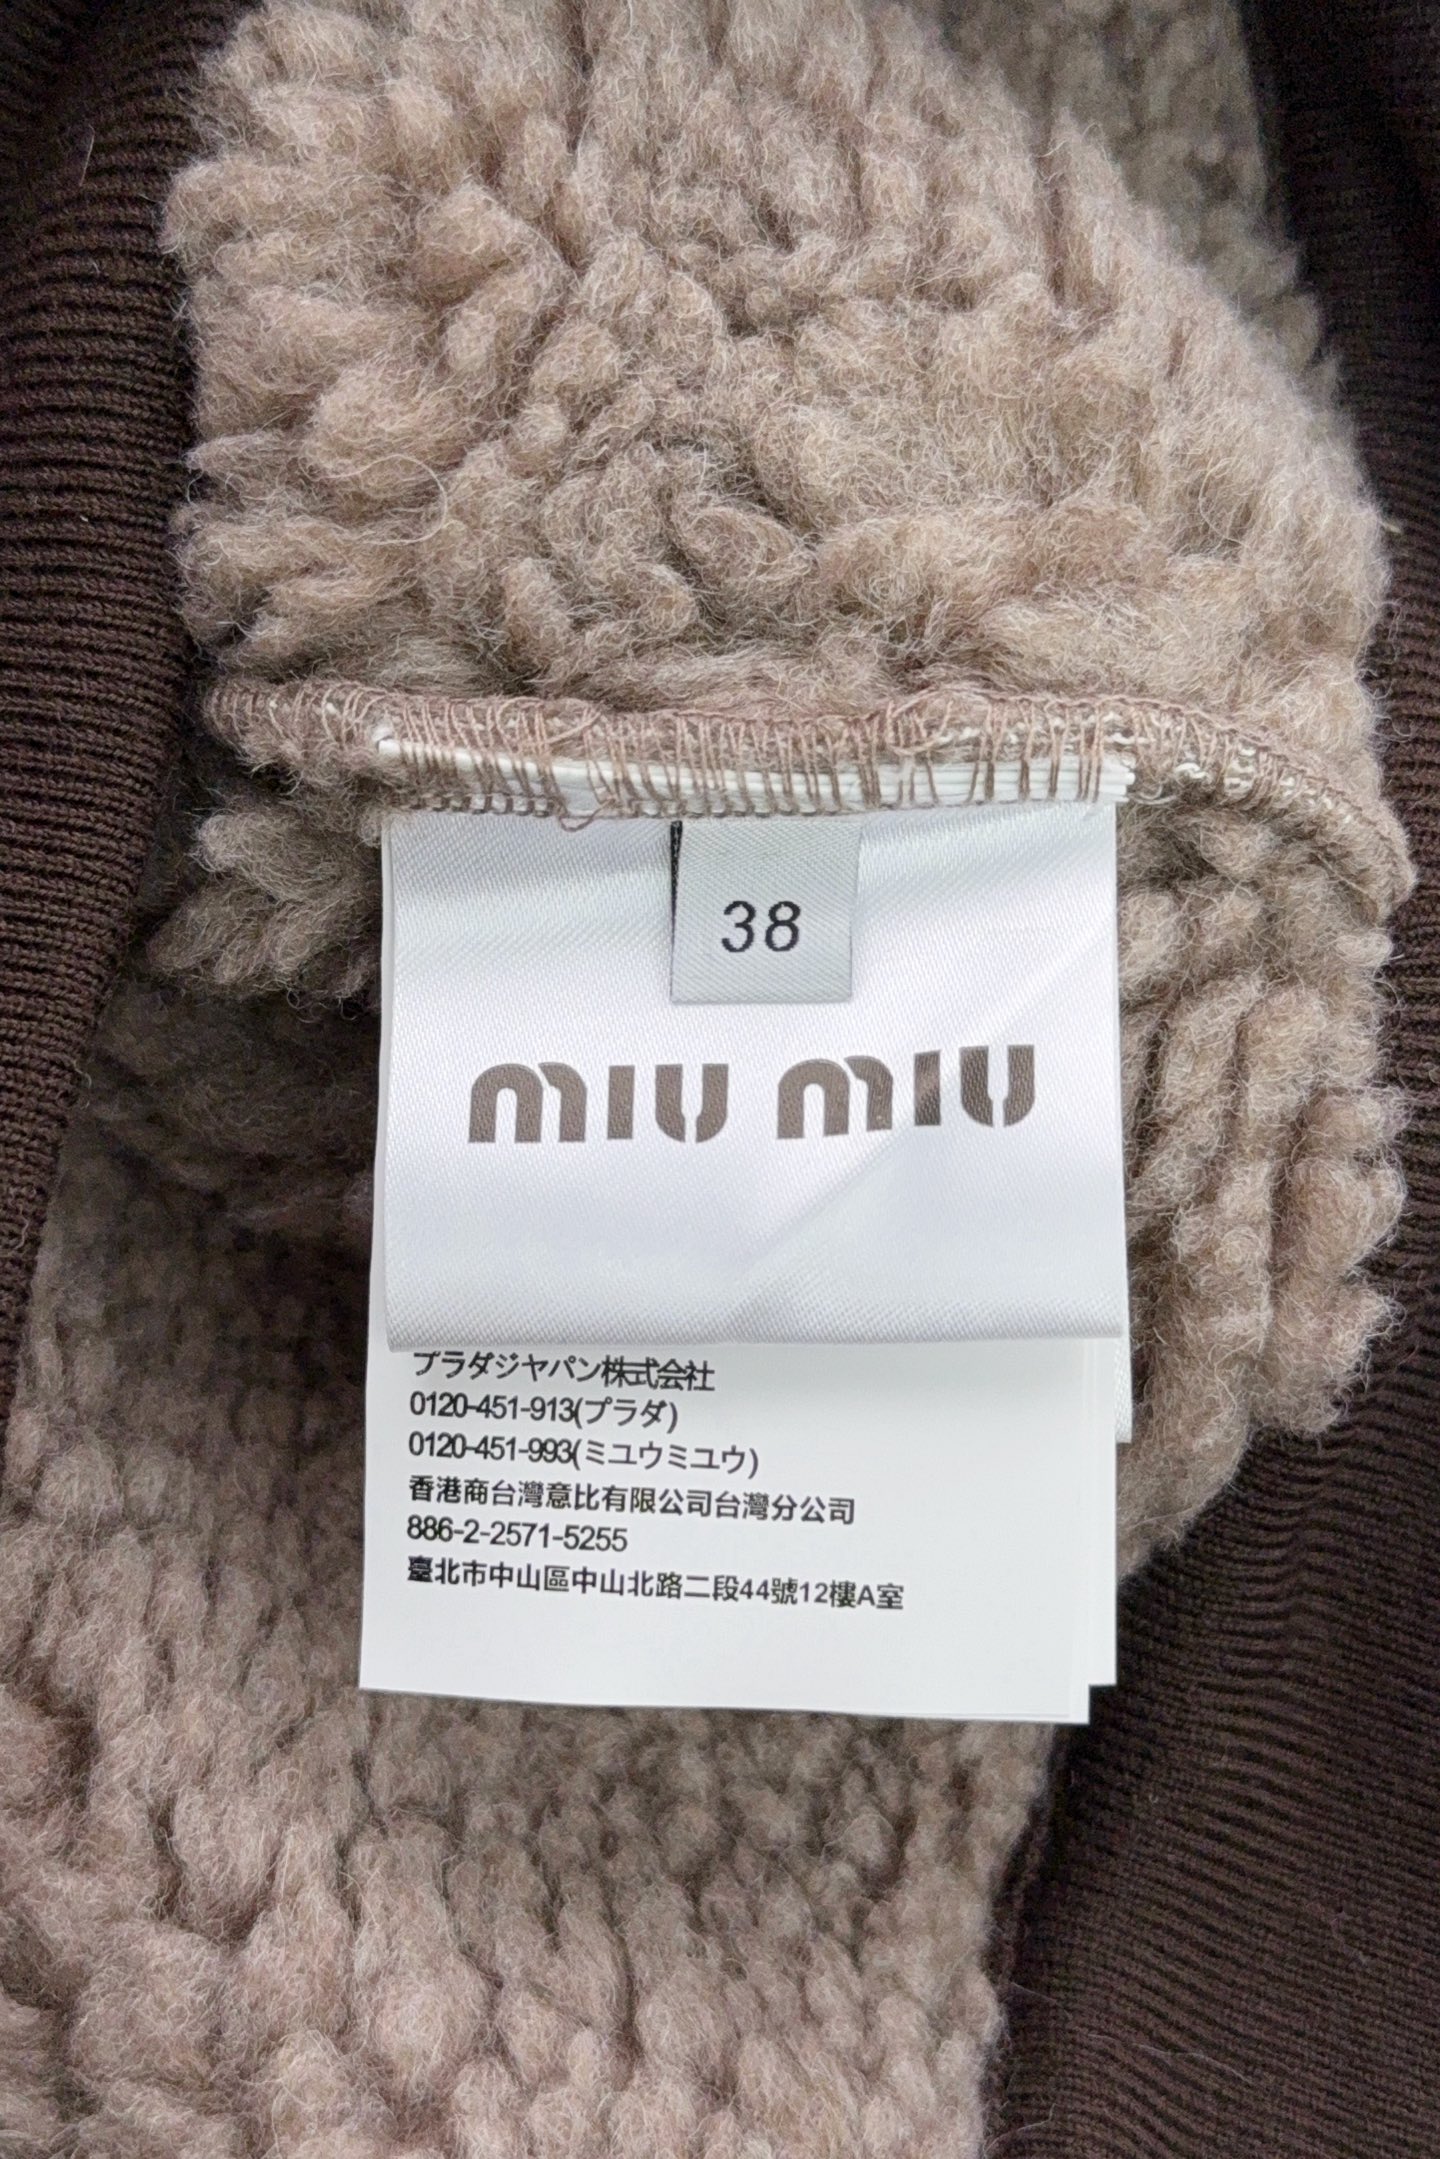 38
miu miu
プラダジャパン株式会社
0120-451-913(プラダ)
0120-451-993(ミユウミユウ)
香港商台灣意比有限公司台灣分公司
886-2-2571-5255
臺北市中山區中山北路二段44號12樓A室